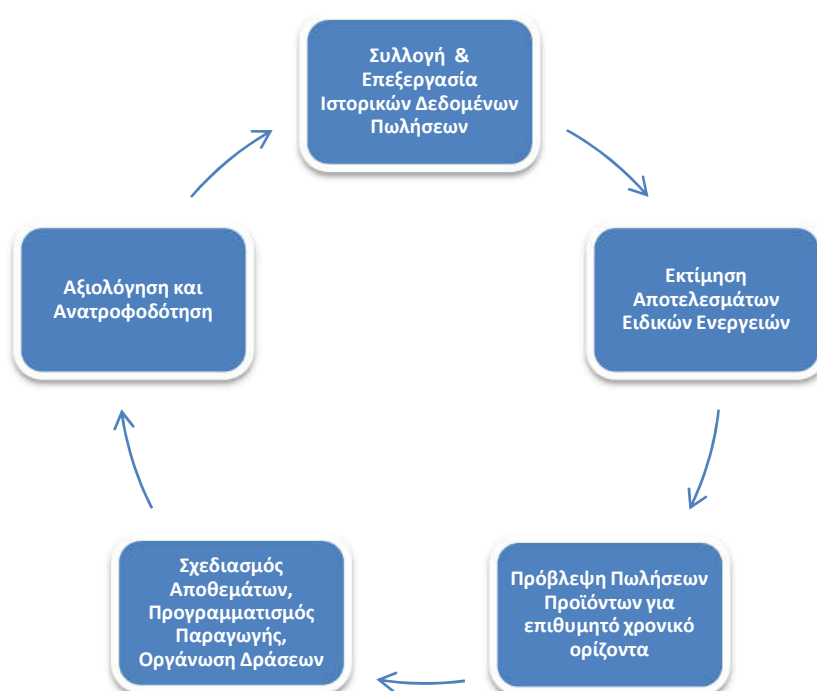 Συλλογή &
Επεξεργασία
Ιστορικών Δεδομένων
Πωλήσεων
Εκτίμηση
Αποτελεσμάτων
Ειδικών Ενεργειών
Πρόβλεψη Πωλήσεων
Προϊόντων για
επιθυμητό χρονικό
ορίζοντα
Σχεδιασμός
Αποθεμάτων,
Προγραμματισμός
Παραγωγής,
Οργάνωση Δράσεων
Αξιολόγηση και
Ανατροφοδότηση